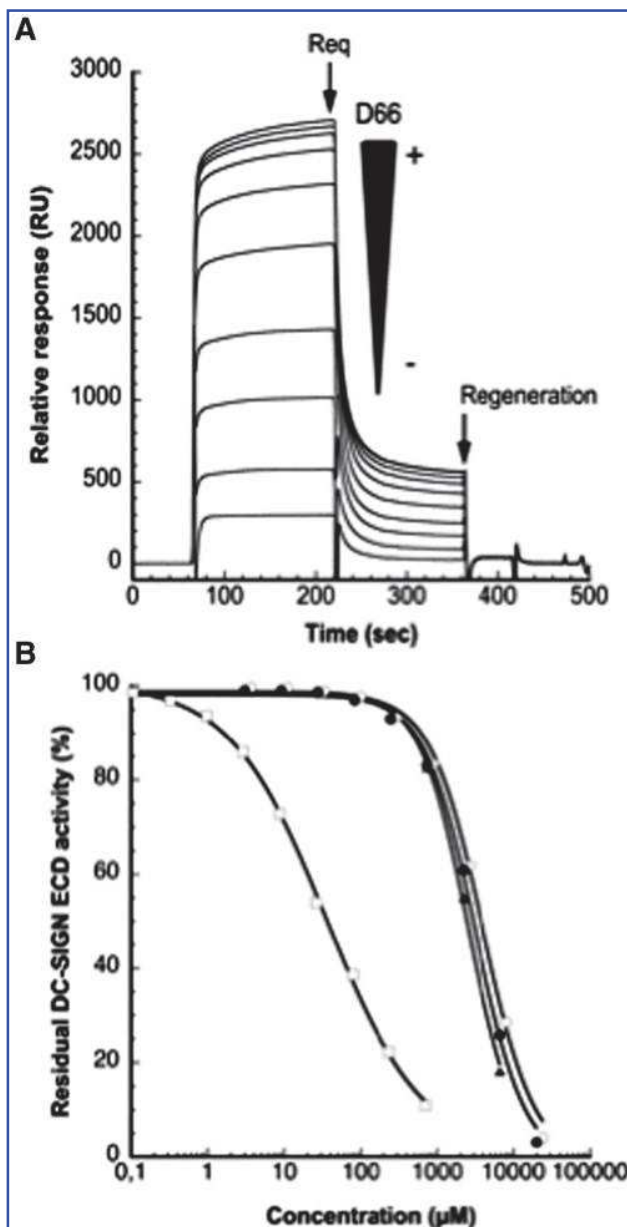 A
Req
3000
D66
2500
+
2000
1500
-
1000
Regeneration
500
0
Relative response (RU)
0 100 200 300 400 500
Time (sec)
B
100
80
60
40
20
0
Residual DC-SIGN ECD activity (%)
0,1 1 10 100 1000 10000 100000
Concentration (µM)